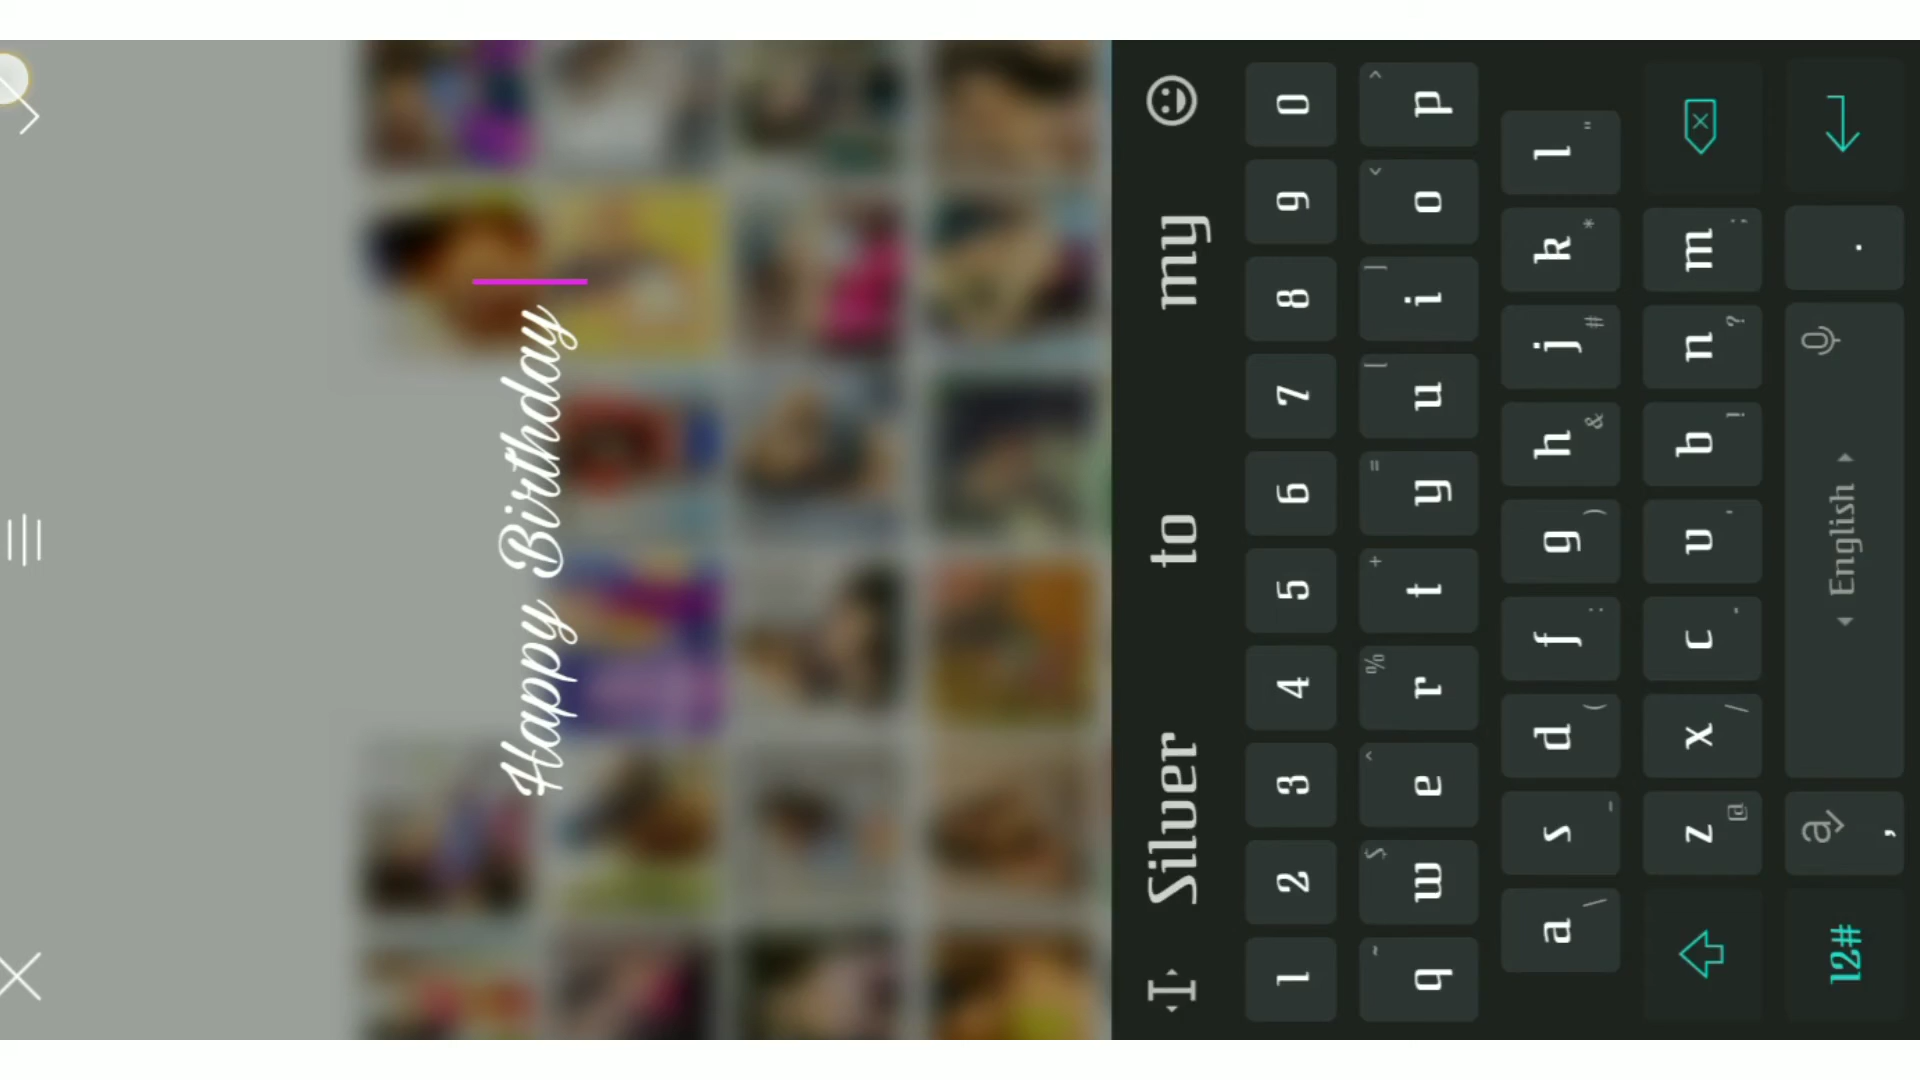 Happy Birthday
Silver to my
1 2 3 4 5 6 7 8 9 0
q w e r t y u i o p
~ $ ^ % + = [ ] < >
a s d f g h j k l
\ _ ( : ) & # * "
z x c v b n m
@ / - ' ! ? ;
12# a , English .